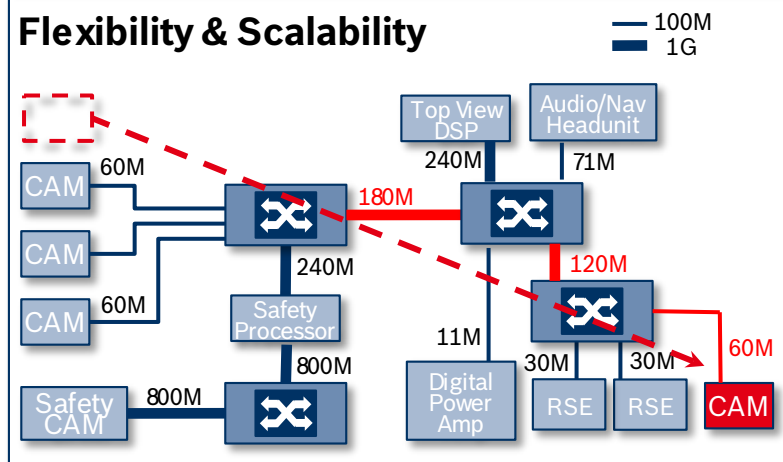 Flexibility & Scalability
100M
1G
Top View
DSP
Audio/Nav
Headunit
60M
240M
71M
CAM
180M
CAM
240M
120M
60M
CAM
Safety
Processor
11M
30M
30M
60M
800M
Safety
CAM
800M
Digital
Power
Amp
RSE
RSE
CAM